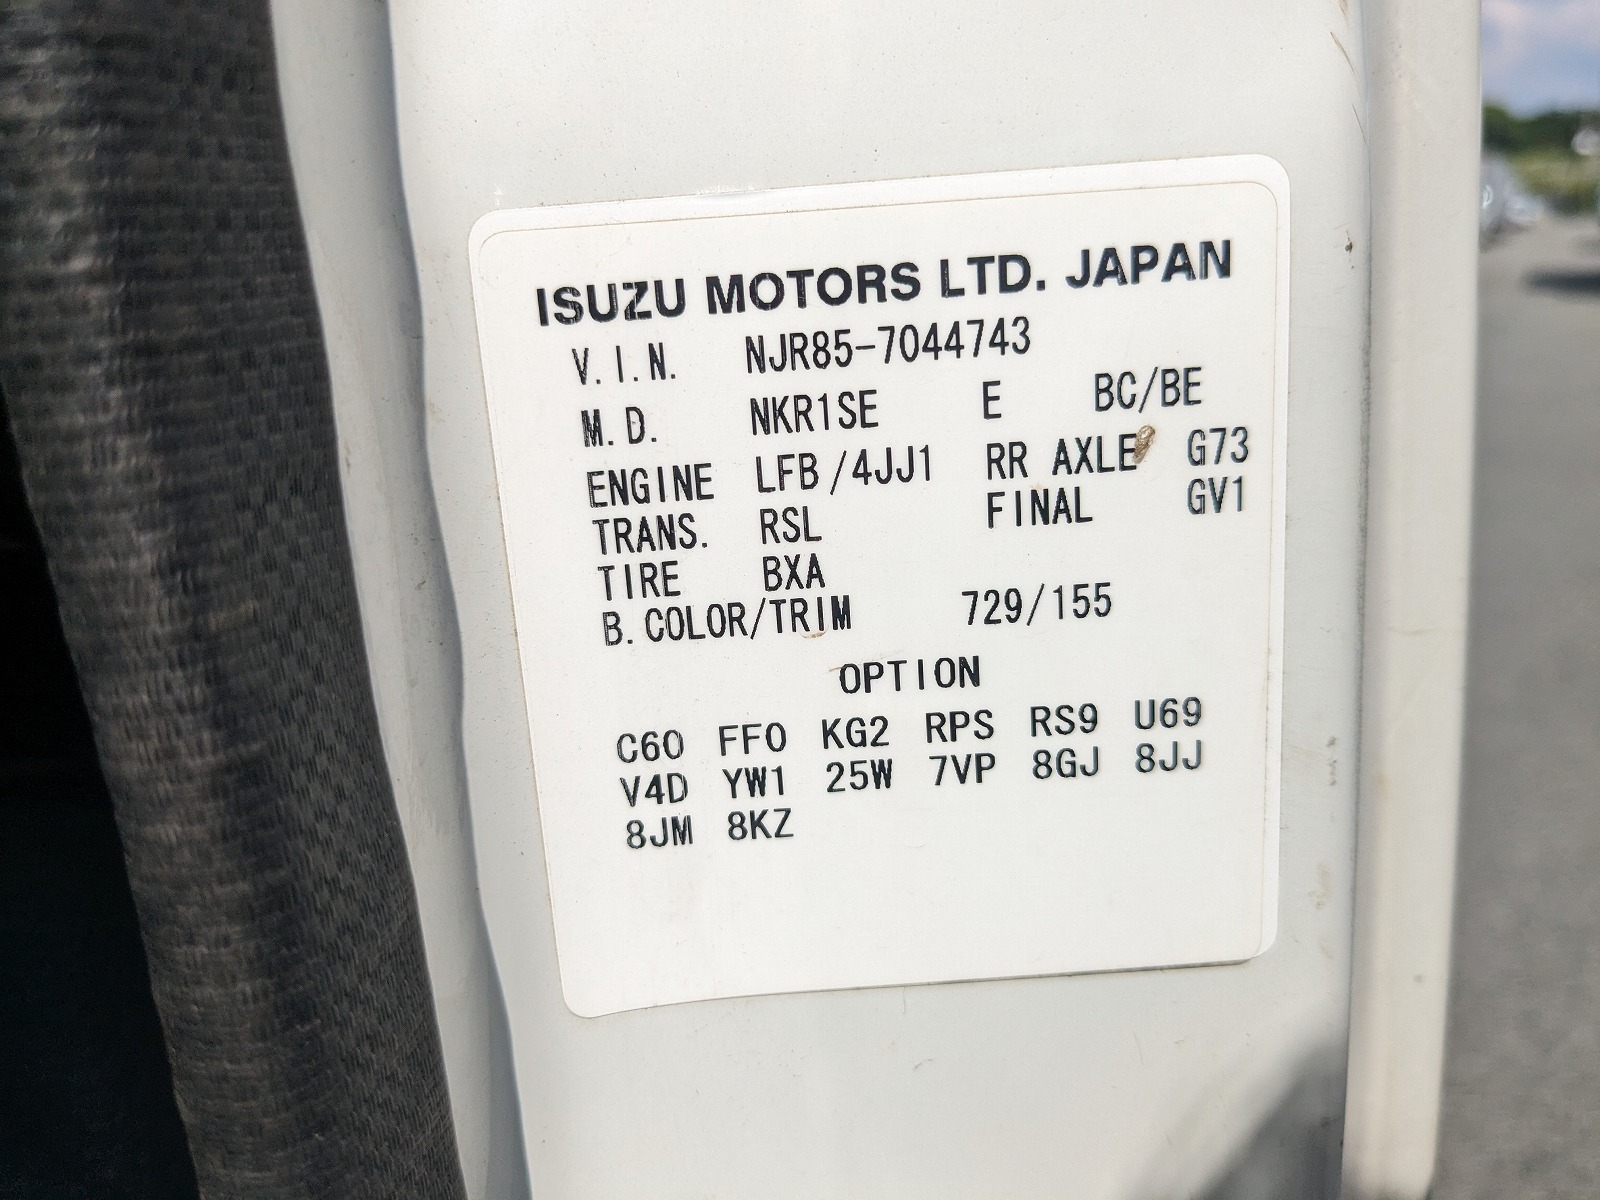 ISUZU MOTORS LTD. JAPAN
V.I.N. NJR85-7044743
M.D. NKR1SE E BC/BE
ENGINE LFB/4JJ1 RR AXLE G73
TRANS. RSL FINAL GV1
TIRE BXA
B.COLOR/TRIM 729/155
OPTION
C60 FF0 KG2 RPS RS9 U69
V4D YW1 25W 7VP 8GJ 8JJ
8JM 8KZ